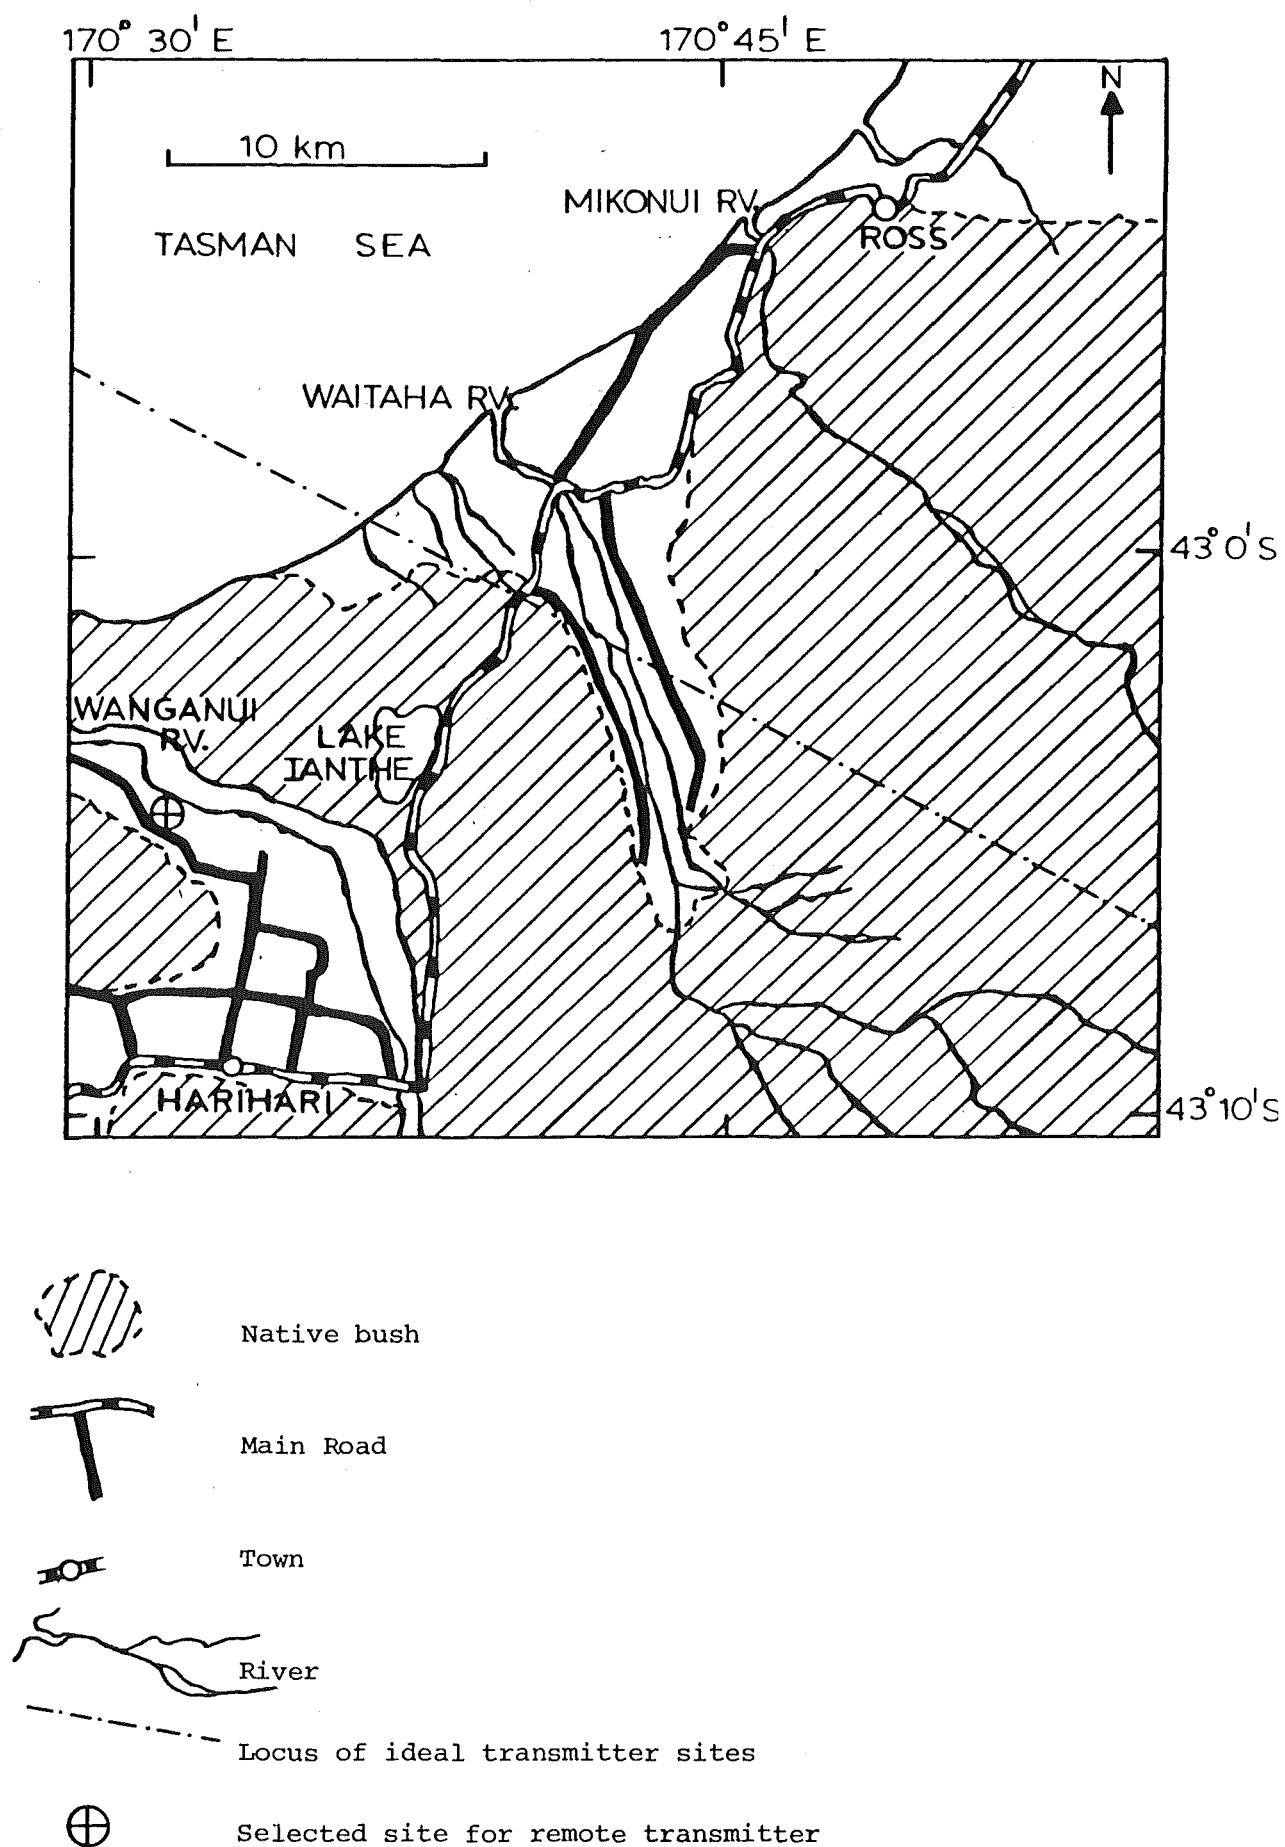 170° 30' E
170° 45' E
N
10 km
MIKONUI RV.
TASMAN SEA
ROSS
WAITAHA RV.
43° 0' S
WANGANUI
RV.
LAKE
IANTHE
HARIHARI
43° 10' S
Native bush
Main Road
Town
River
Locus of ideal transmitter sites
Selected site for remote transmitter